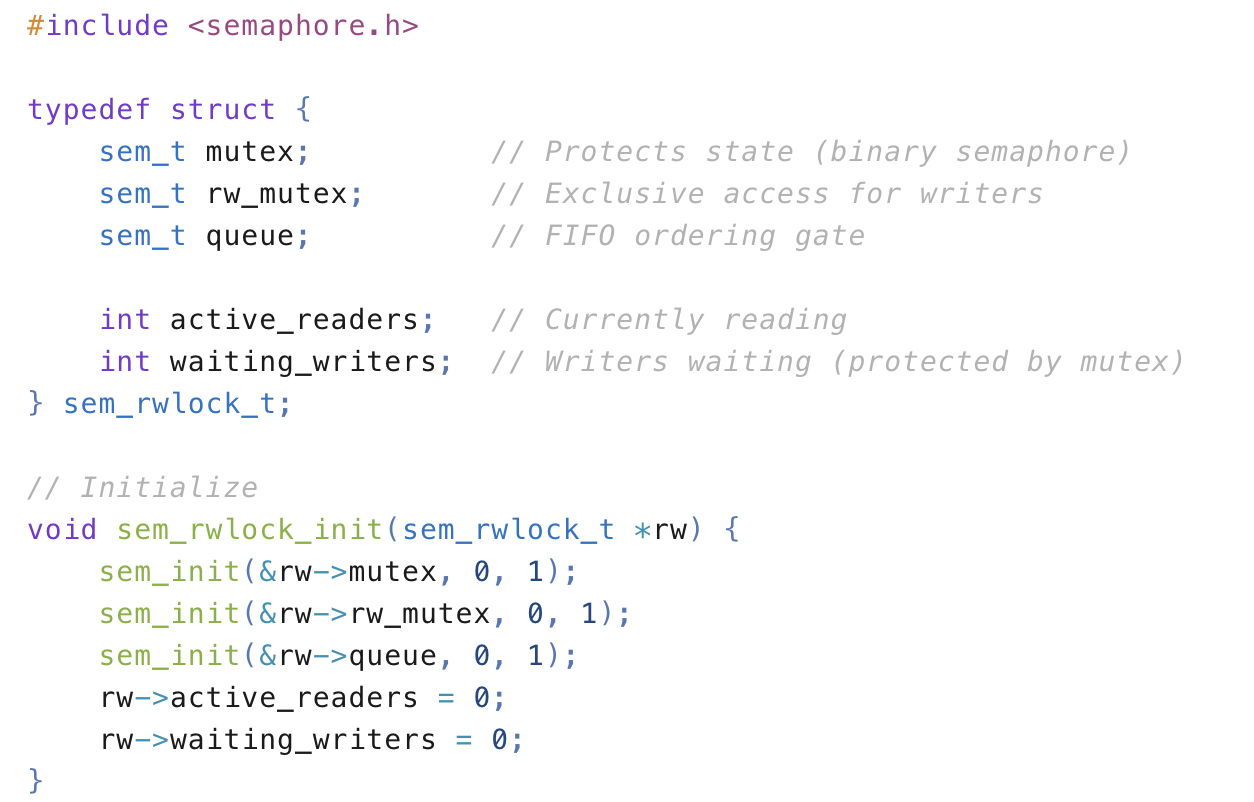 #include <semaphore.h>

typedef struct {
    sem_t mutex;          // Protects state (binary semaphore)
    sem_t rw_mutex;       // Exclusive access for writers
    sem_t queue;          // FIFO ordering gate

    int active_readers;   // Currently reading
    int waiting_writers;  // Writers waiting (protected by mutex)
} sem_rwlock_t;

// Initialize
void sem_rwlock_init(sem_rwlock_t *rw) {
    sem_init(&rw->mutex, 0, 1);
    sem_init(&rw->rw_mutex, 0, 1);
    sem_init(&rw->queue, 0, 1);
    rw->active_readers = 0;
    rw->waiting_writers = 0;
}